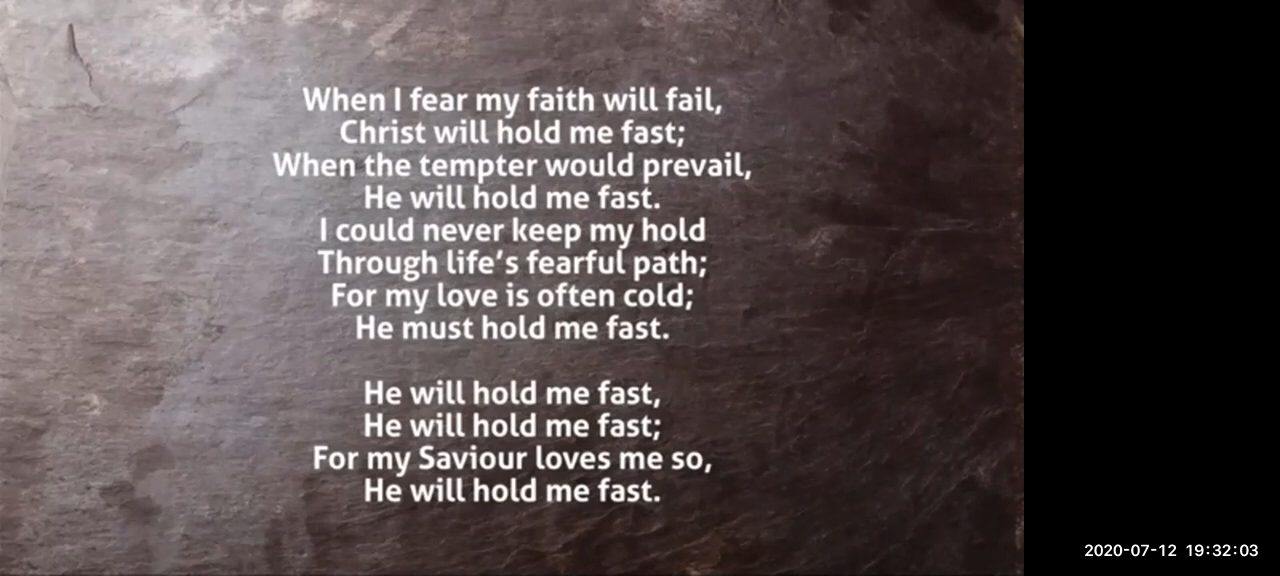 When I fear my faith will fail,
Christ will hold me fast;
When the tempter would prevail,
He will hold me fast.
I could never keep my hold
Through life’s fearful path;
For my love is often cold;
He must hold me fast.

He will hold me fast,
He will hold me fast;
For my Saviour loves me so,
He will hold me fast.
2020-07-12 19:32:03